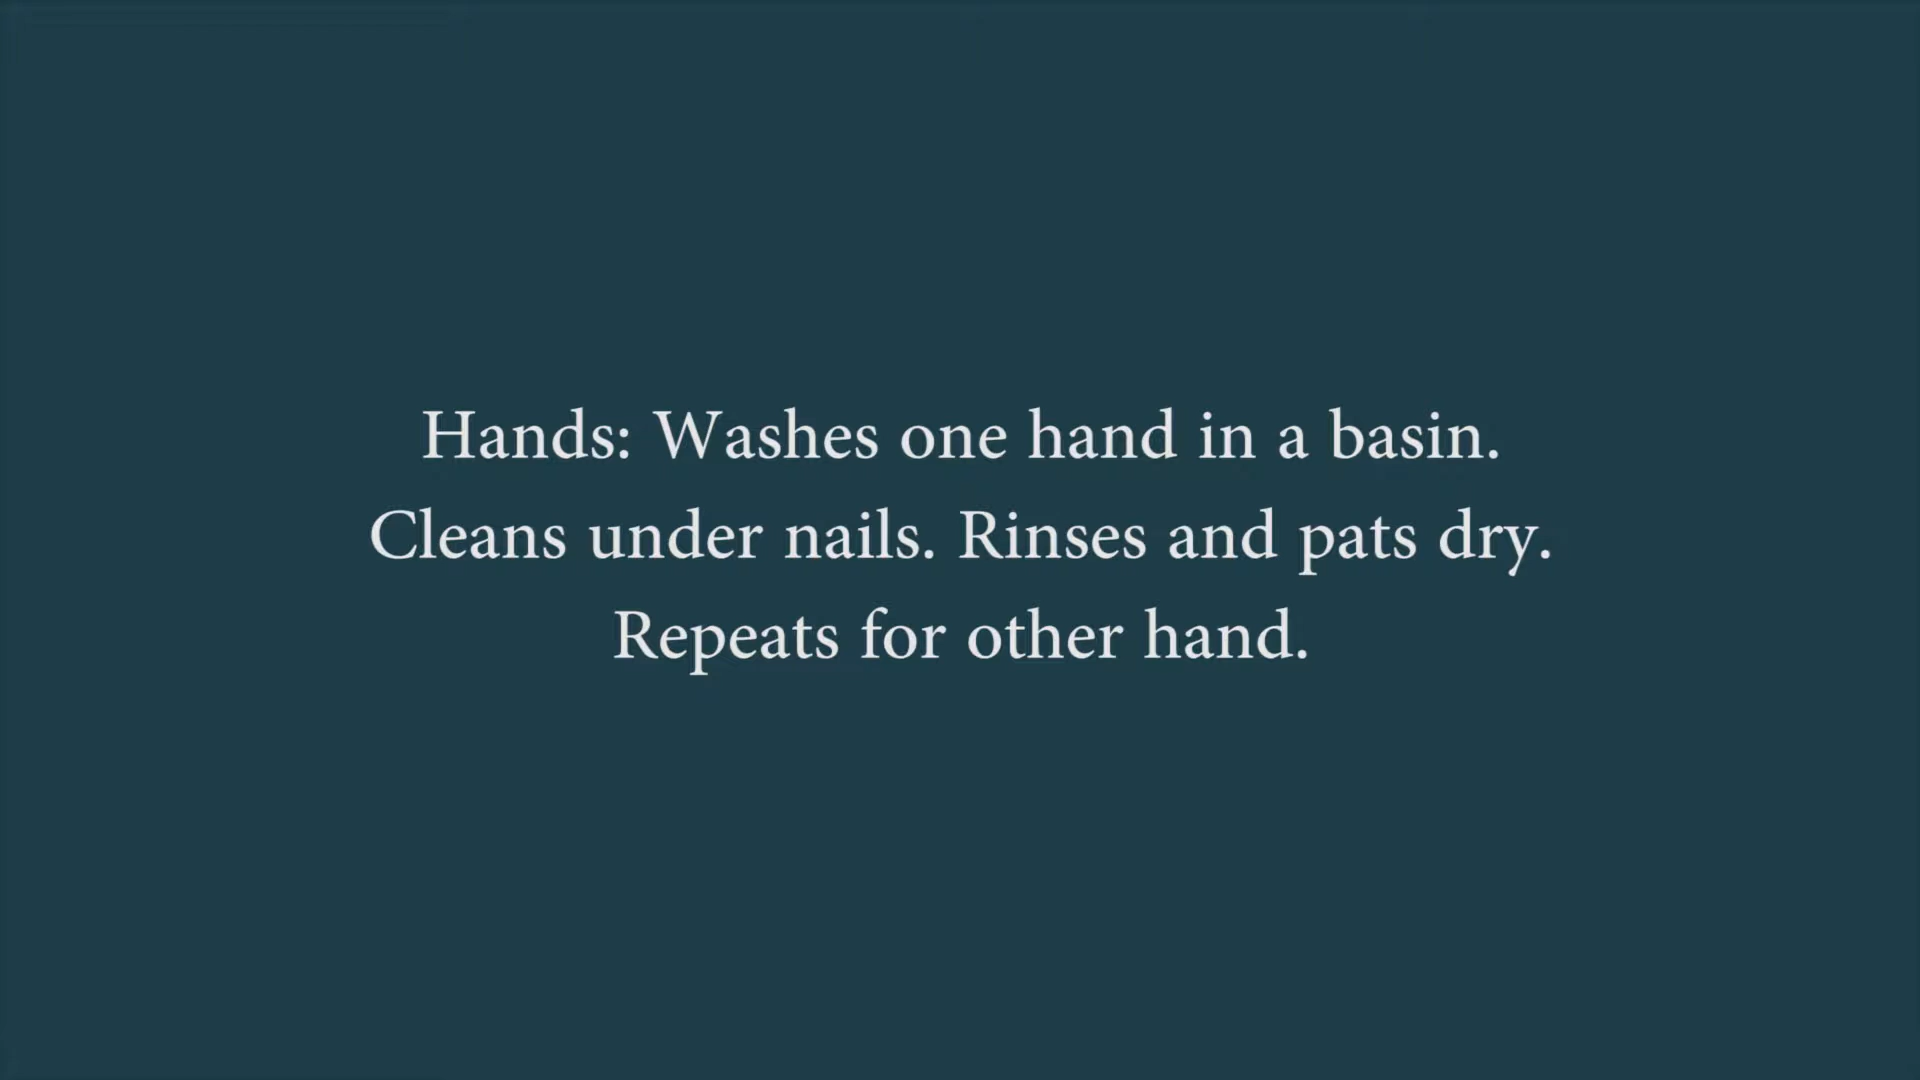 Hands: Washes one hand in a basin.
Cleans under nails. Rinses and pats dry.
Repeats for other hand.